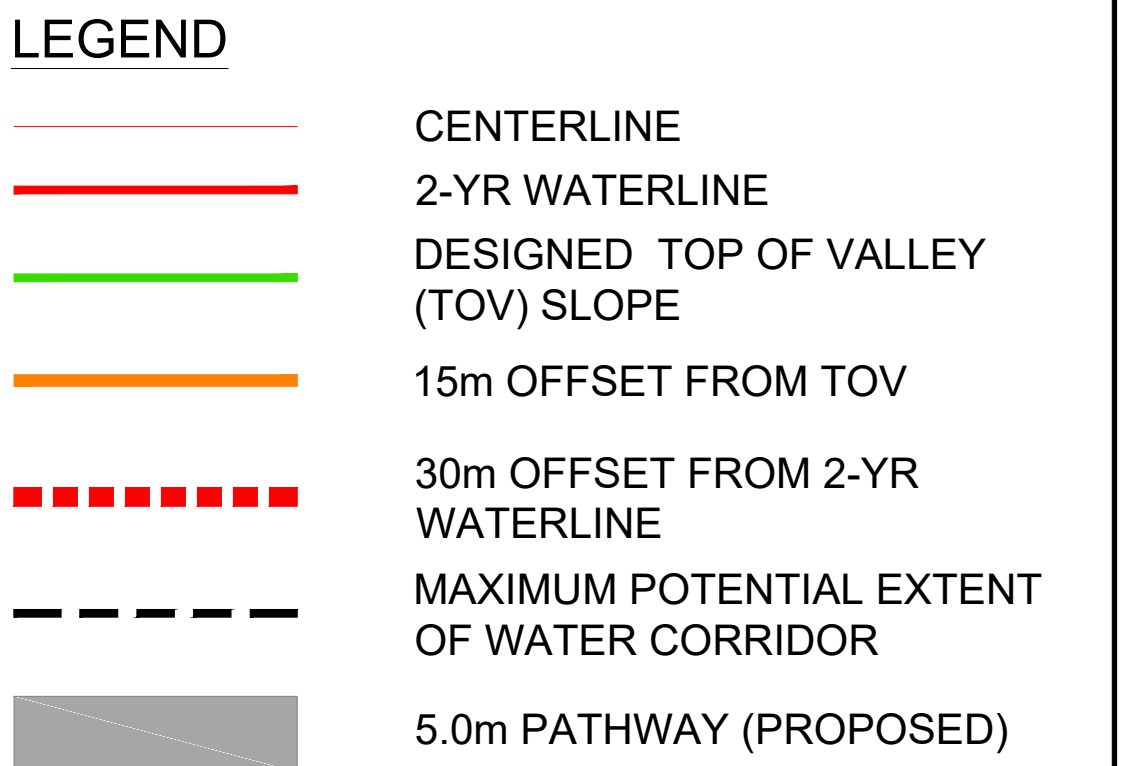 LEGEND
CENTERLINE
2-YR WATERLINE
DESIGNED TOP OF VALLEY
(TOV) SLOPE
15m OFFSET FROM TOV
30m OFFSET FROM 2-YR
WATERLINE
MAXIMUM POTENTIAL EXTENT
OF WATER CORRIDOR
5.0m PATHWAY (PROPOSED)